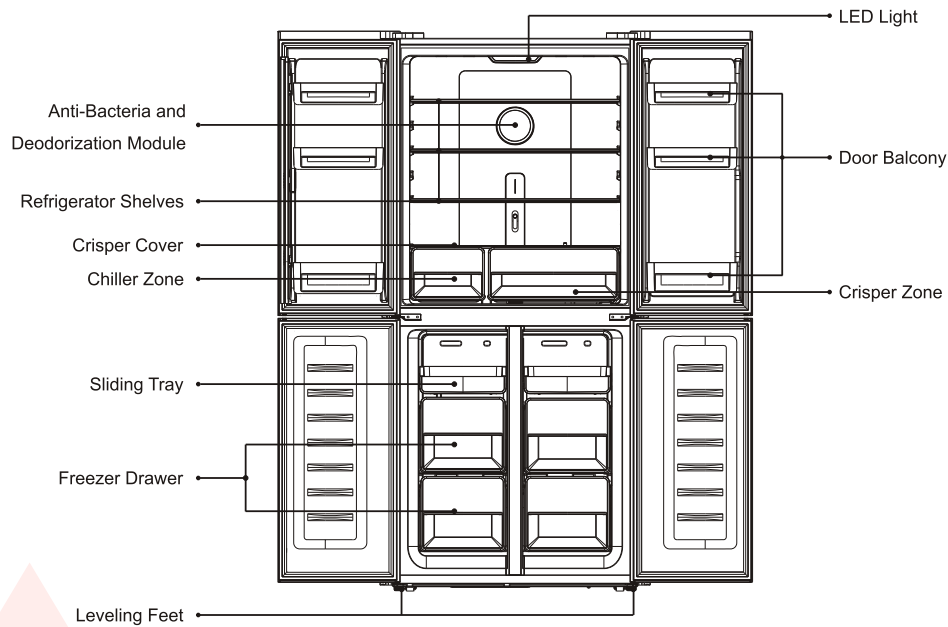 LED Light
Anti-Bacteria and
Deodorization Module
Door Balcony
Refrigerator Shelves
Crisper Cover
Chiller Zone
Crisper Zone
Sliding Tray
Freezer Drawer
Leveling Feet